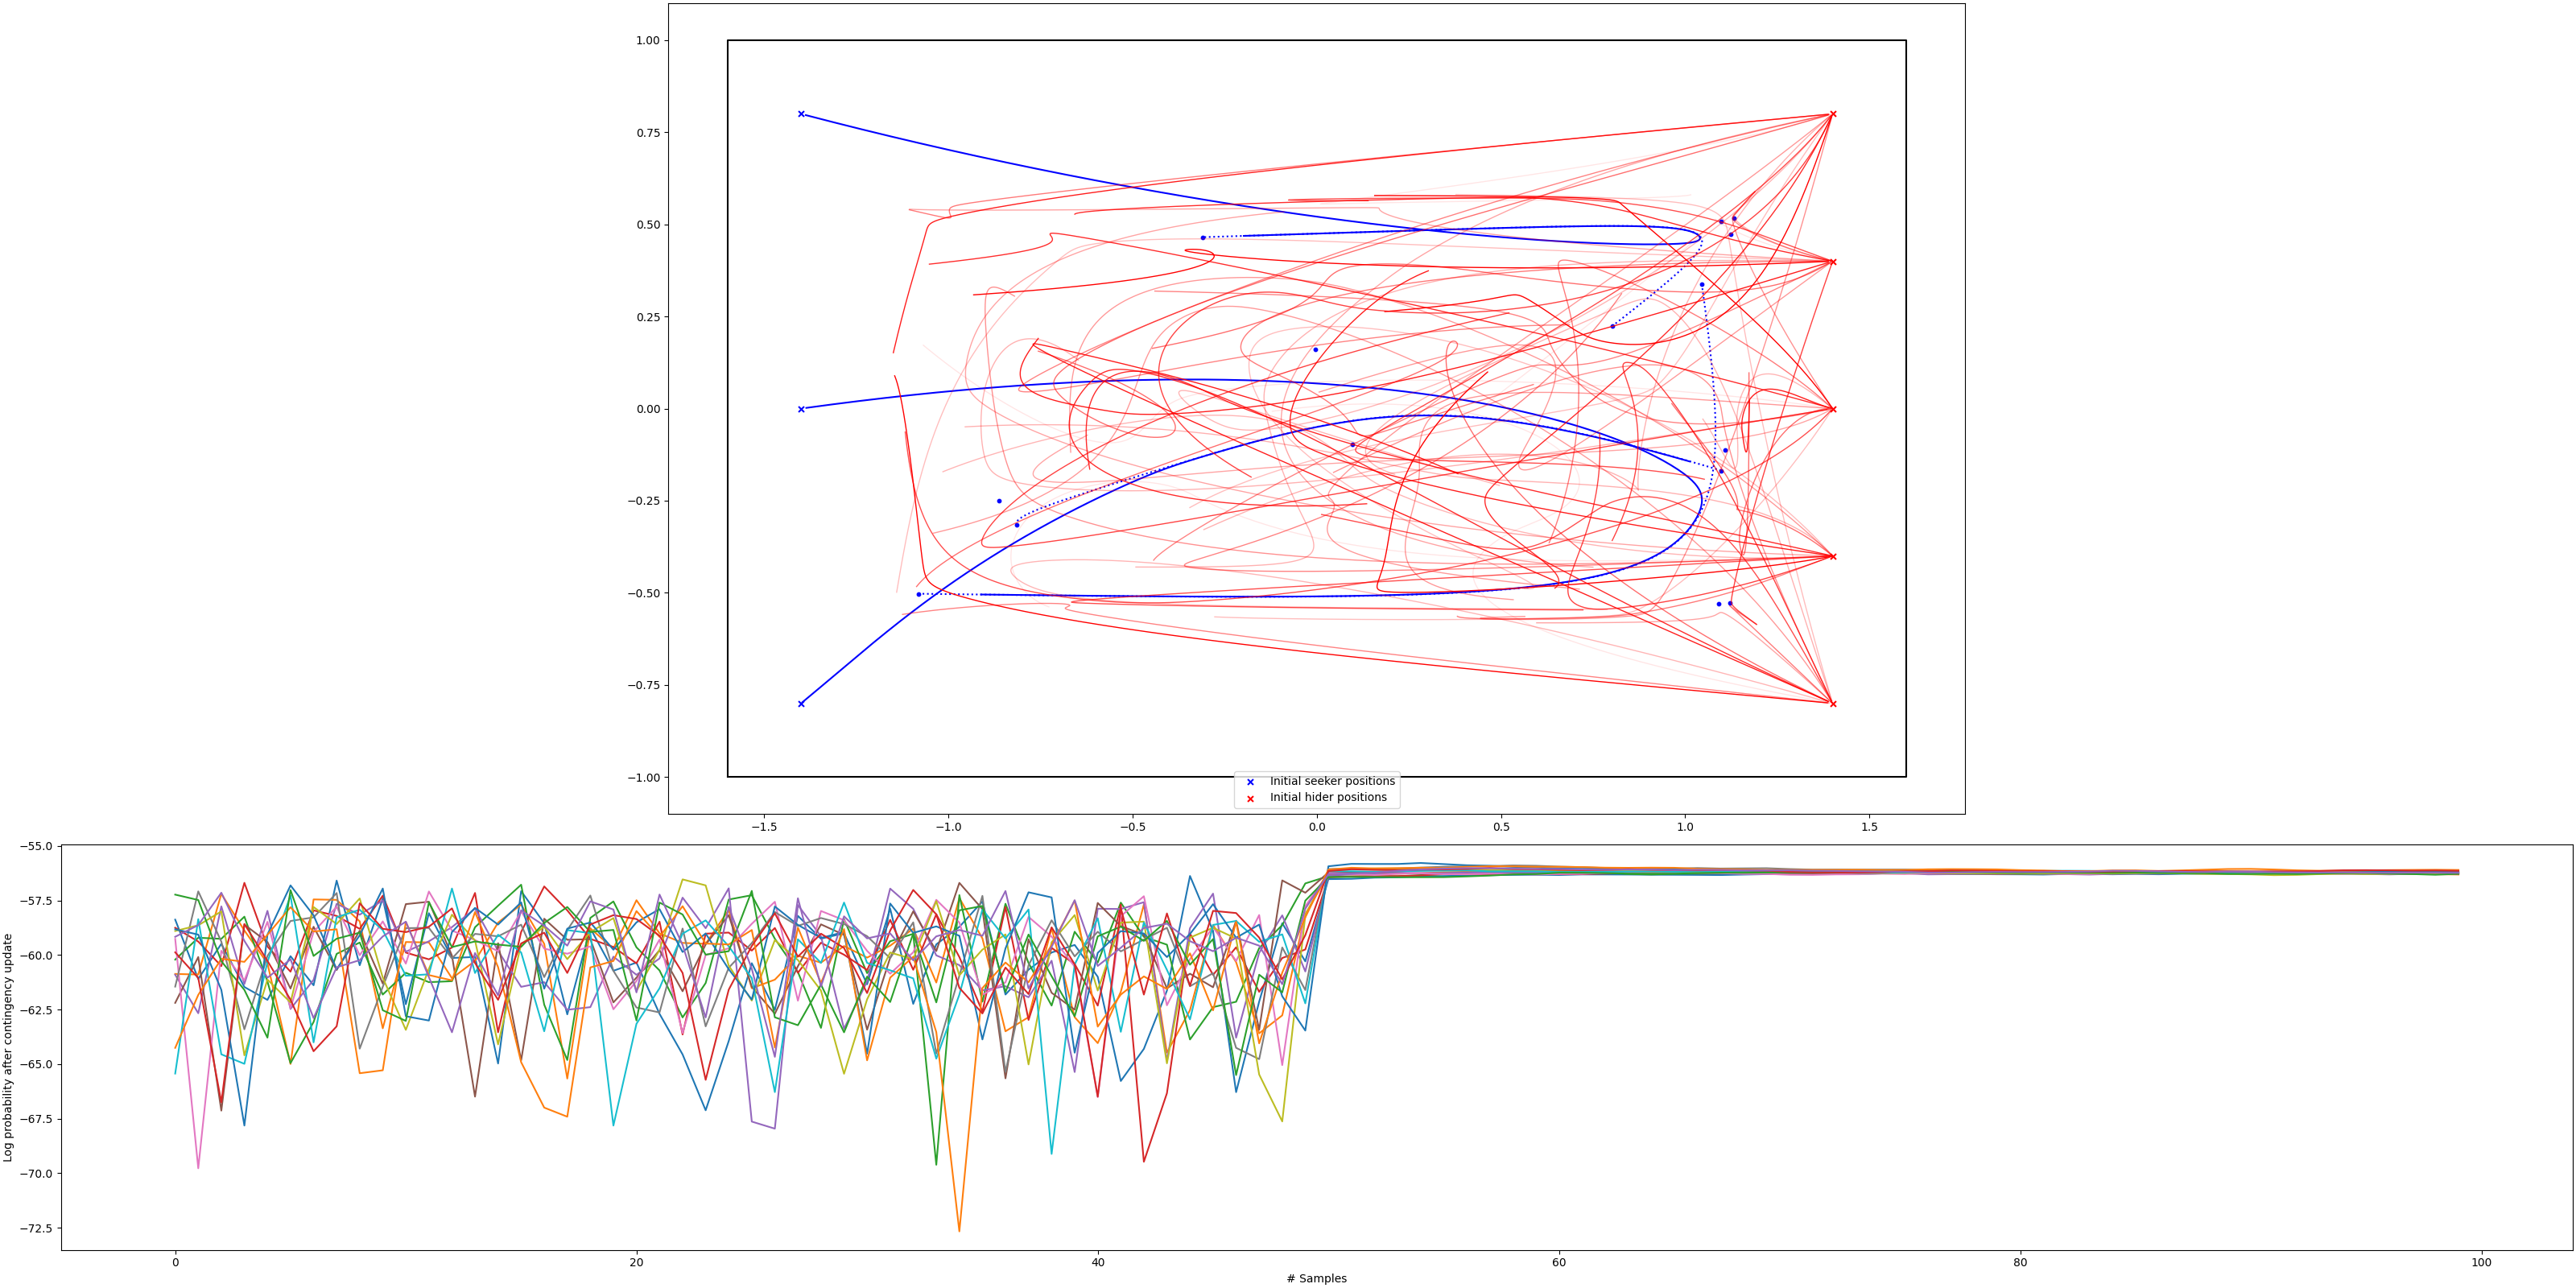 1.00
0.75
0.50
0.25
0.00
−0.25
−0.50
−0.75
−1.00
Initial seeker positions
Initial hider positions
−1.5 −1.0 −0.5 0.0 0.5 1.0 1.5
−55.0
−57.5
−60.0
−62.5
−65.0
−67.5
−70.0
−72.5
Log probability after contingency update
0 20 40 60 80 100
# Samples